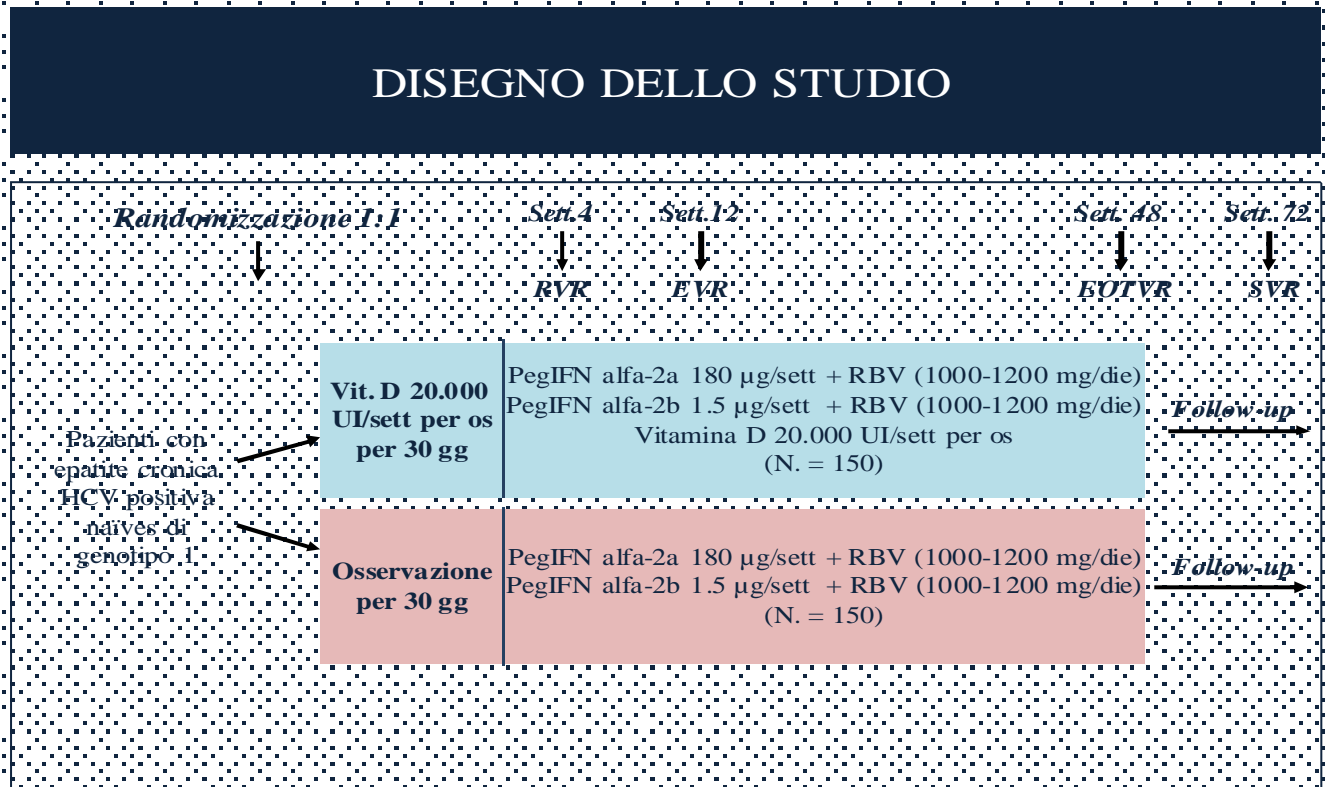 DISEGNO DELLO STUDIO
Randomizzazione 1:1
Sett.4
Sett.12
Sett. 48
Sett. 72
RVR
EVR
EOTVR
SVR
Pazienti con
epatite cronica
HCV positiva
naïves di
genotipo 1
Vit. D 20.000
UI/sett per os
per 30 gg
PegIFN alfa-2a 180 µg/sett + RBV (1000-1200 mg/die)
PegIFN alfa-2b 1.5 µg/sett + RBV (1000-1200 mg/die)
Vitamina D 20.000 UI/sett per os
(N. = 150)
Follow-up
Osservazione
per 30 gg
PegIFN alfa-2a 180 µg/sett + RBV (1000-1200 mg/die)
PegIFN alfa-2b 1.5 µg/sett + RBV (1000-1200 mg/die)
(N. = 150)
Follow-up